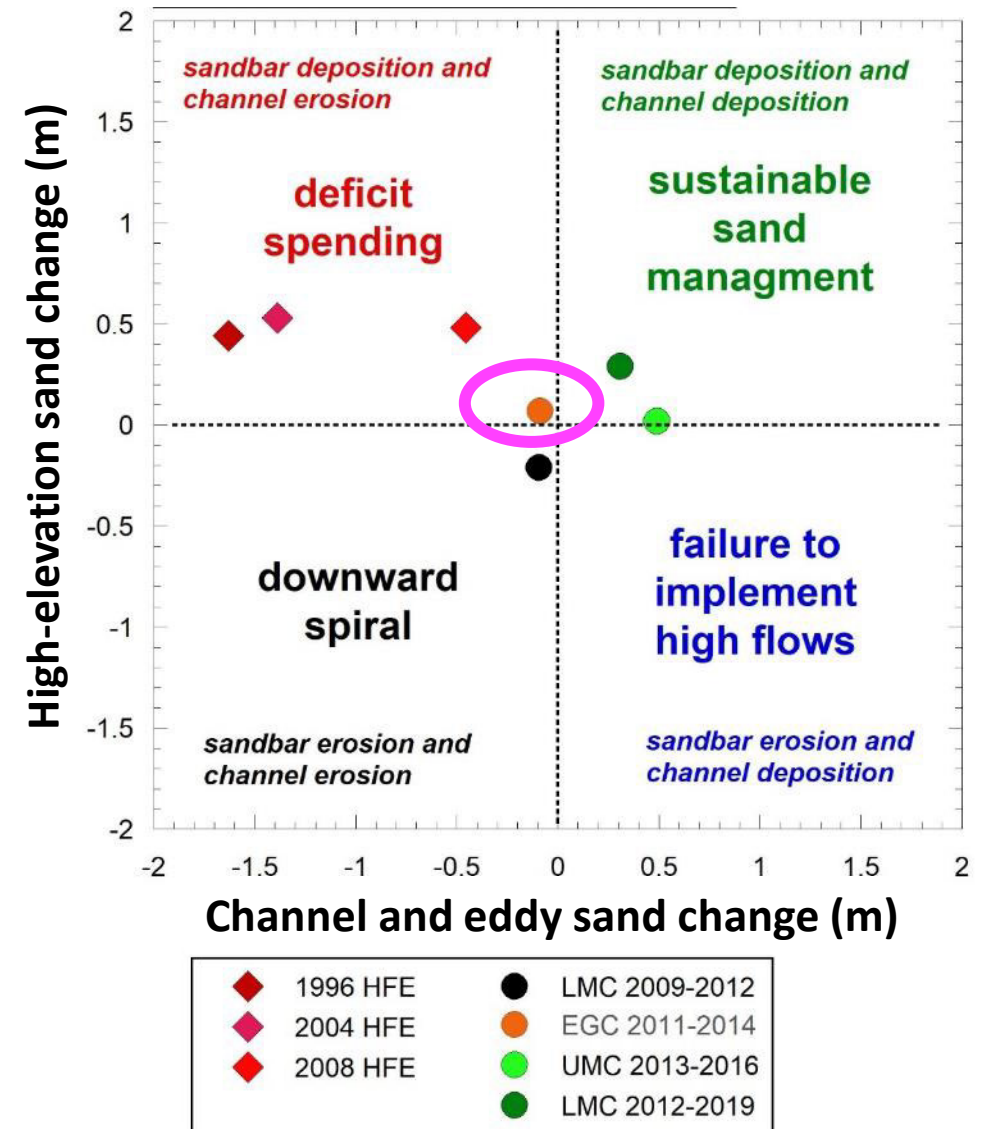 High-elevation sand change (m)
2
1.5
1
0.5
0
-0.5
-1
-1.5
-2
sandbar deposition and
channel erosion
deficit
spending
sandbar deposition and
channel deposition
sustainable
sand
managment
downward
spiral
sandbar erosion and
channel erosion
failure to
implement
high flows
sandbar erosion and
channel deposition
-2
-1.5
-1
-0.5
0
0.5
1
1.5
2
Channel and eddy sand change (m)
1996 HFE
2004 HFE
2008 HFE
LMC 2009-2012
EGC 2011-2014
UMC 2013-2016
LMC 2012-2019